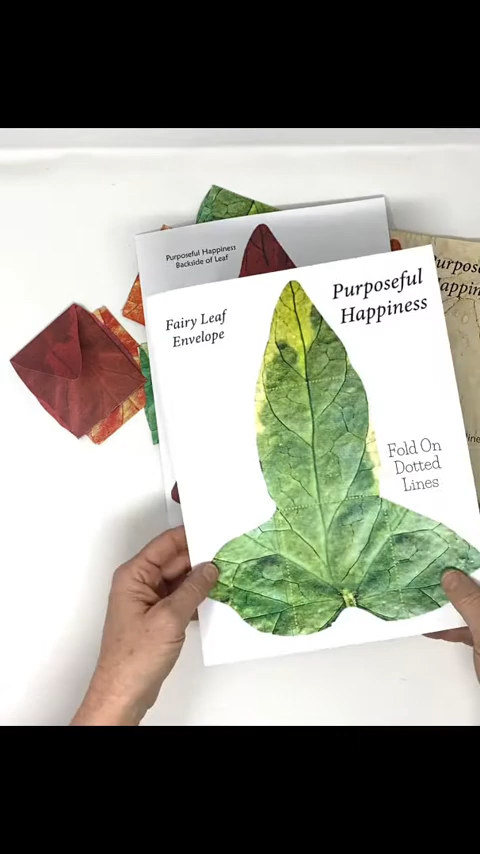 Purposeful Happiness
Backside of Leaf
Fairy Leaf
Envelope
Purposeful
Happiness
Fold On
Dotted
Lines